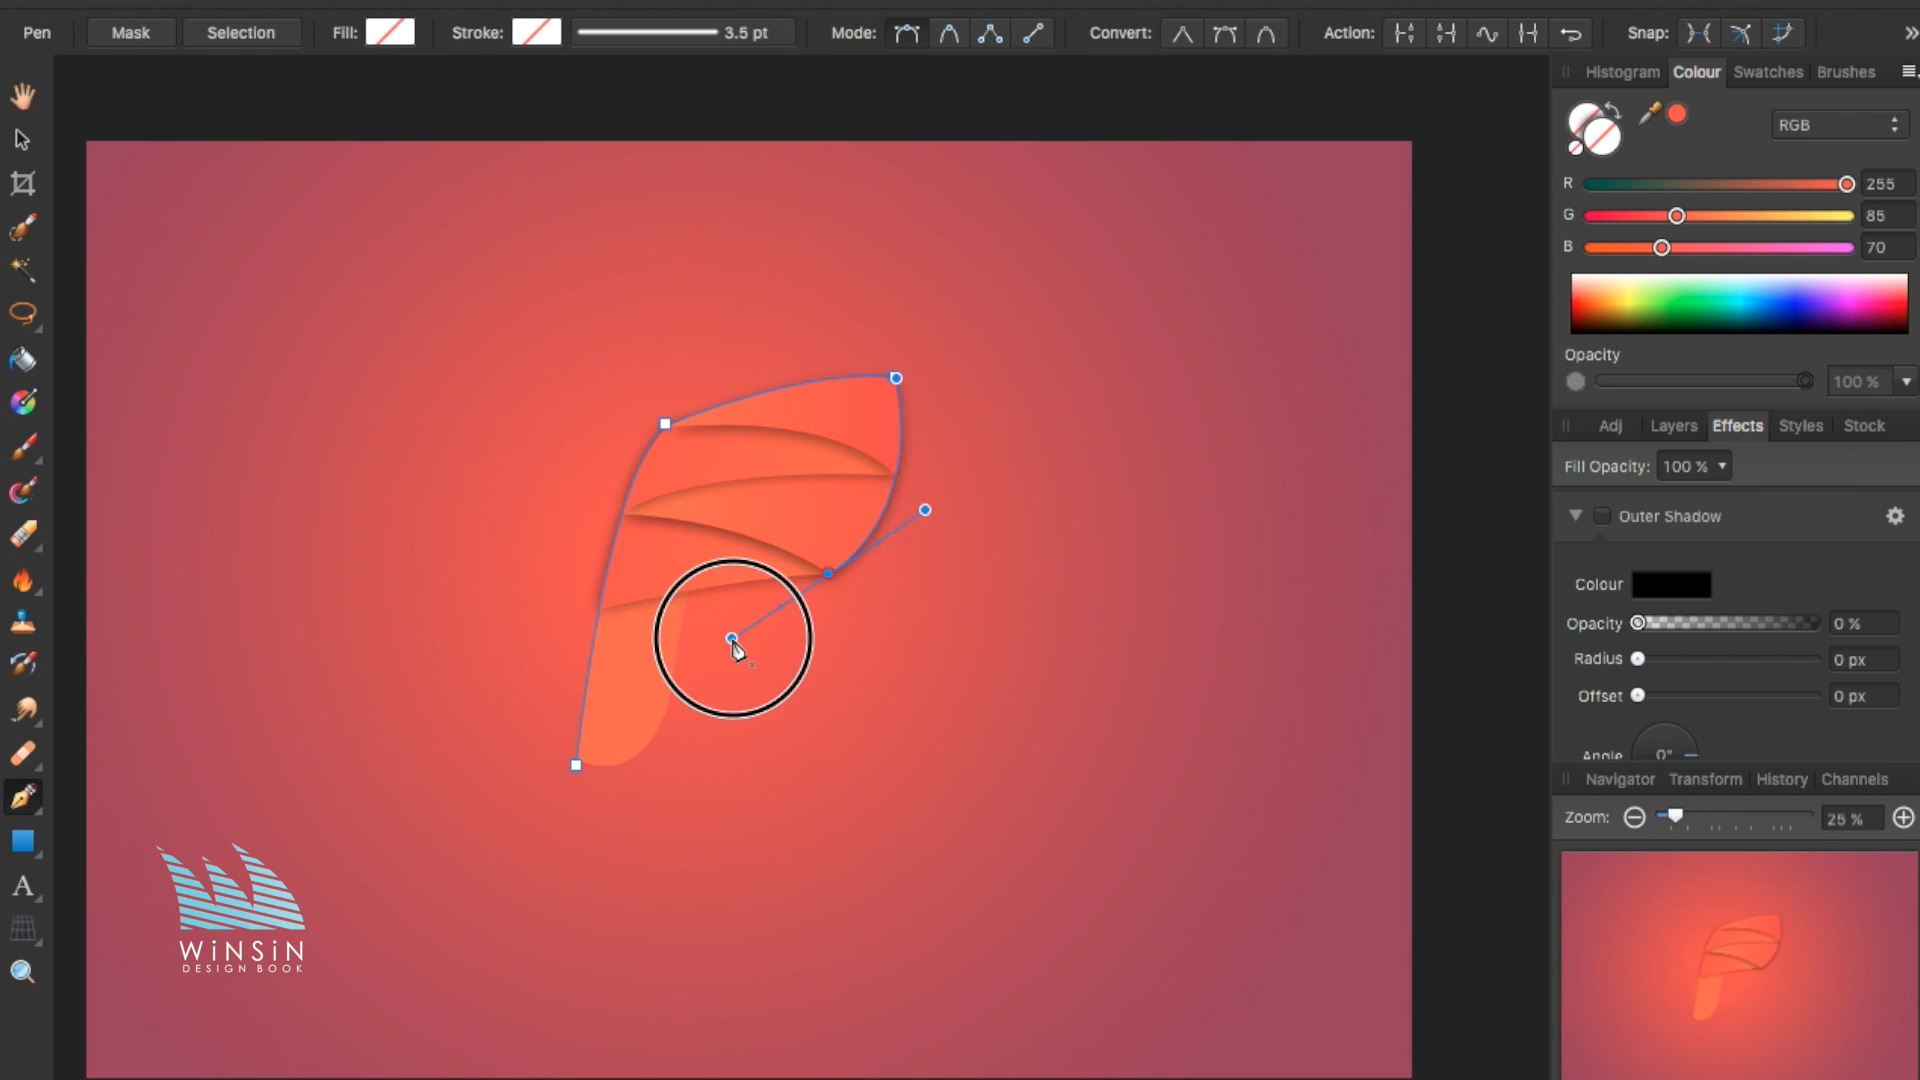 Pen Mask Selection Fill: Stroke: 3.5 pt Mode: Convert: Action: Snap:
Histogram Colour Swatches Brushes
RGB
R 255
G 85
B 70
Opacity
100 %
Adj Layers Effects Styles Stock
Fill Opacity: 100 %
Outer Shadow
Colour
Opacity 0 %
Radius 0 px
Offset 0 px
Angle 0°
Navigator Transform History Channels
Zoom: 25 %
A
WiNSiN
DESIGN BOOK